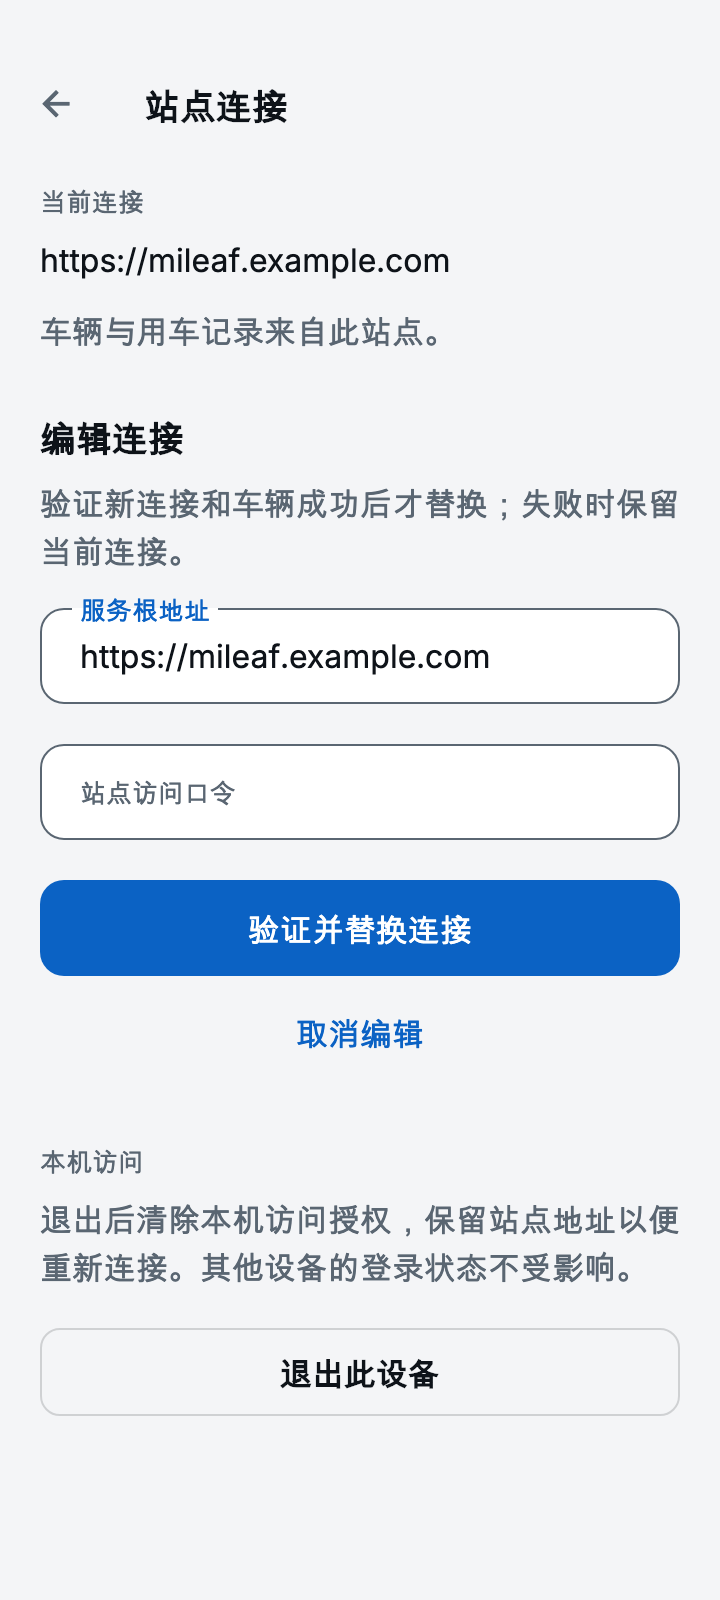 站点连接
当前连接
https://mileaf.example.com
车辆与用车记录来自此站点。
编辑连接
验证新连接和车辆成功后才替换；失败时保留
当前连接。
服务根地址
https://mileaf.example.com
站点访问口令
验证并替换连接
取消编辑
本机访问
退出后清除本机访问授权，保留站点地址以便
重新连接。其他设备的登录状态不受影响。
退出此设备